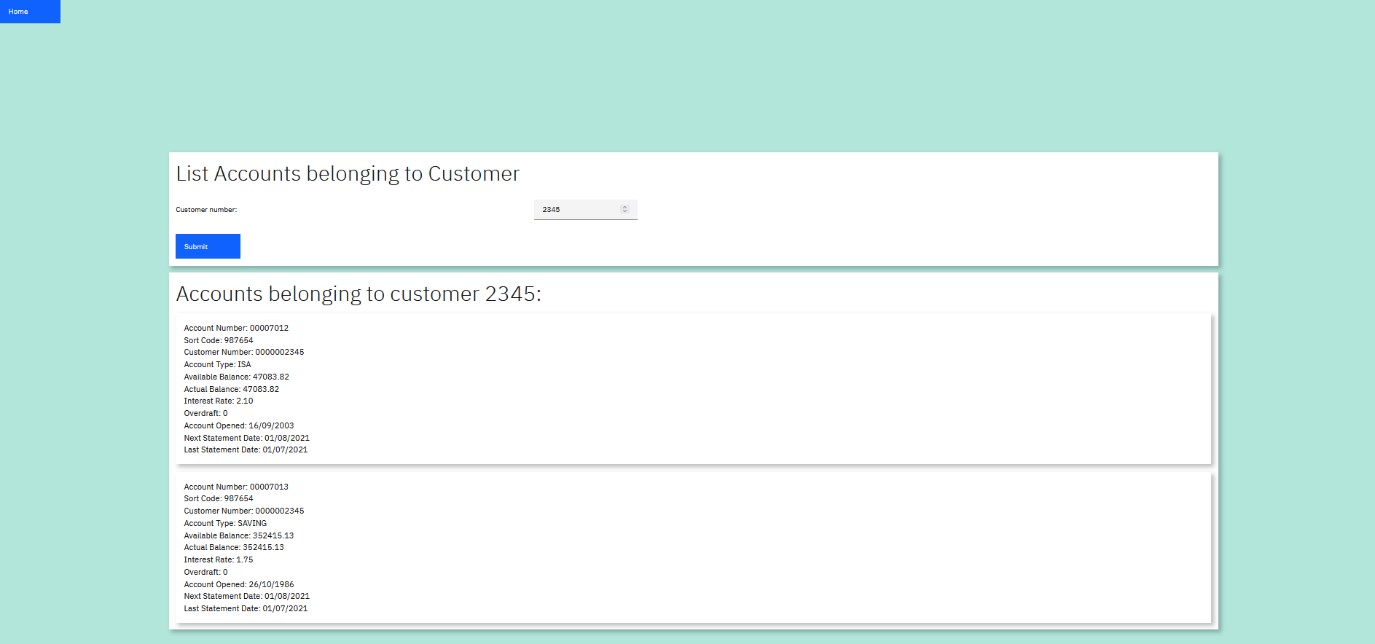 Home
List Accounts belonging to Customer
Customer number: 2345
Submit
Accounts belonging to customer 2345:
Account Number: 00007012
Sort Code: 987654
Customer Number: 0000002345
Account Type: ISA
Available Balance: 47083.82
Actual Balance: 47083.82
Interest Rate: 2.10
Overdraft: 0
Account Opened: 16/09/2003
Next Statement Date: 01/08/2021
Last Statement Date: 01/07/2021
Account Number: 00007013
Sort Code: 987654
Customer Number: 0000002345
Account Type: SAVING
Available Balance: 352415.13
Actual Balance: 352415.13
Interest Rate: 1.75
Overdraft: 0
Account Opened: 26/10/1986
Next Statement Date: 01/08/2021
Last Statement Date: 01/07/2021